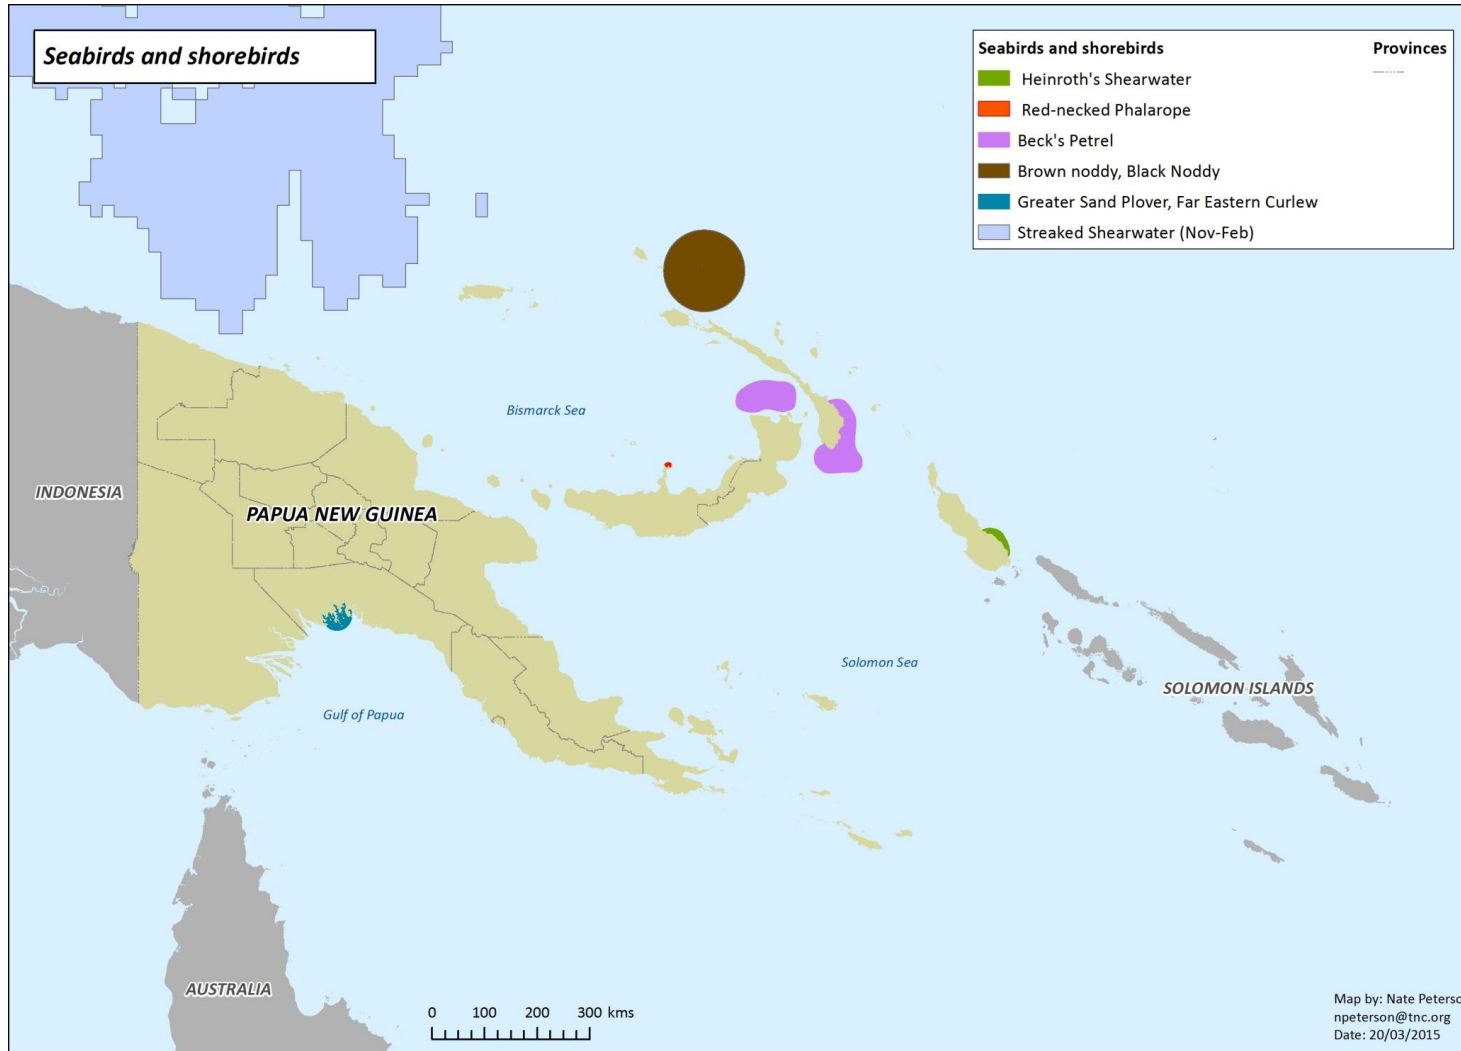 Seabirds and shorebirds
Seabirds and shorebirds
Provinces
Heinroth's Shearwater
Red-necked Phalarope
Beck's Petrel
Brown noddy, Black Noddy
Greater Sand Plover, Far Eastern Curlew
Streaked Shearwater (Nov-Feb)
Bismarck Sea
INDONESIA
PAPUA NEW GUINEA
Solomon Sea
SOLOMON ISLANDS
Gulf of Papua
AUSTRALIA
0 100 200 300 kms
Map by: Nate Peterso
npeterson@tnc.org
Date: 20/03/2015